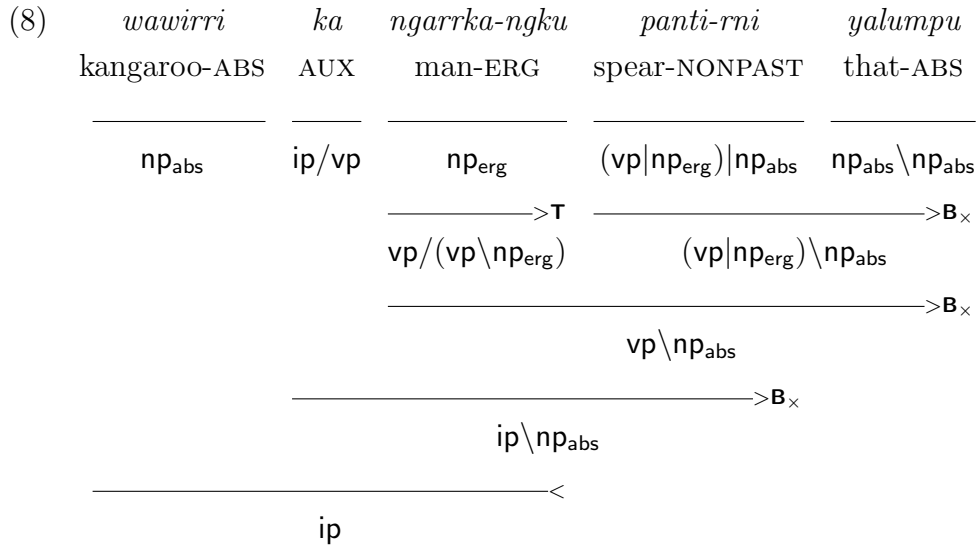 (8) wawirri ka ngarrka-ngku panti-rni yalumpu
kangaroo-ABS AUX man-ERG spear-NONPAST that-ABS
np_abs ip/vp np_erg (vp|np_erg)|np_abs np_abs\np_abs
>T >B×
vp/(vp\np_erg) (vp|np_erg)\np_abs
>B×
vp\np_abs
>B×
ip\np_abs
<
ip